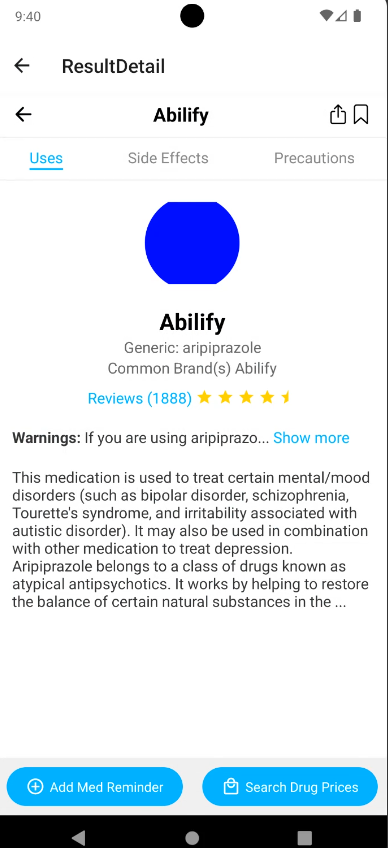 9:40
ResultDetail
Abilify
Uses Side Effects Precautions
Abilify
Generic: aripiprazole
Common Brand(s) Abilify
Reviews (1888)
Warnings: If you are using aripiprazo... Show more
This medication is used to treat certain mental/mood
disorders (such as bipolar disorder, schizophrenia,
Tourette's syndrome, and irritability associated with
autistic disorder). It may also be used in combination
with other medication to treat depression.
Aripiprazole belongs to a class of drugs known as
atypical antipsychotics. It works by helping to restore
the balance of certain natural substances in the ...
Add Med Reminder Search Drug Prices